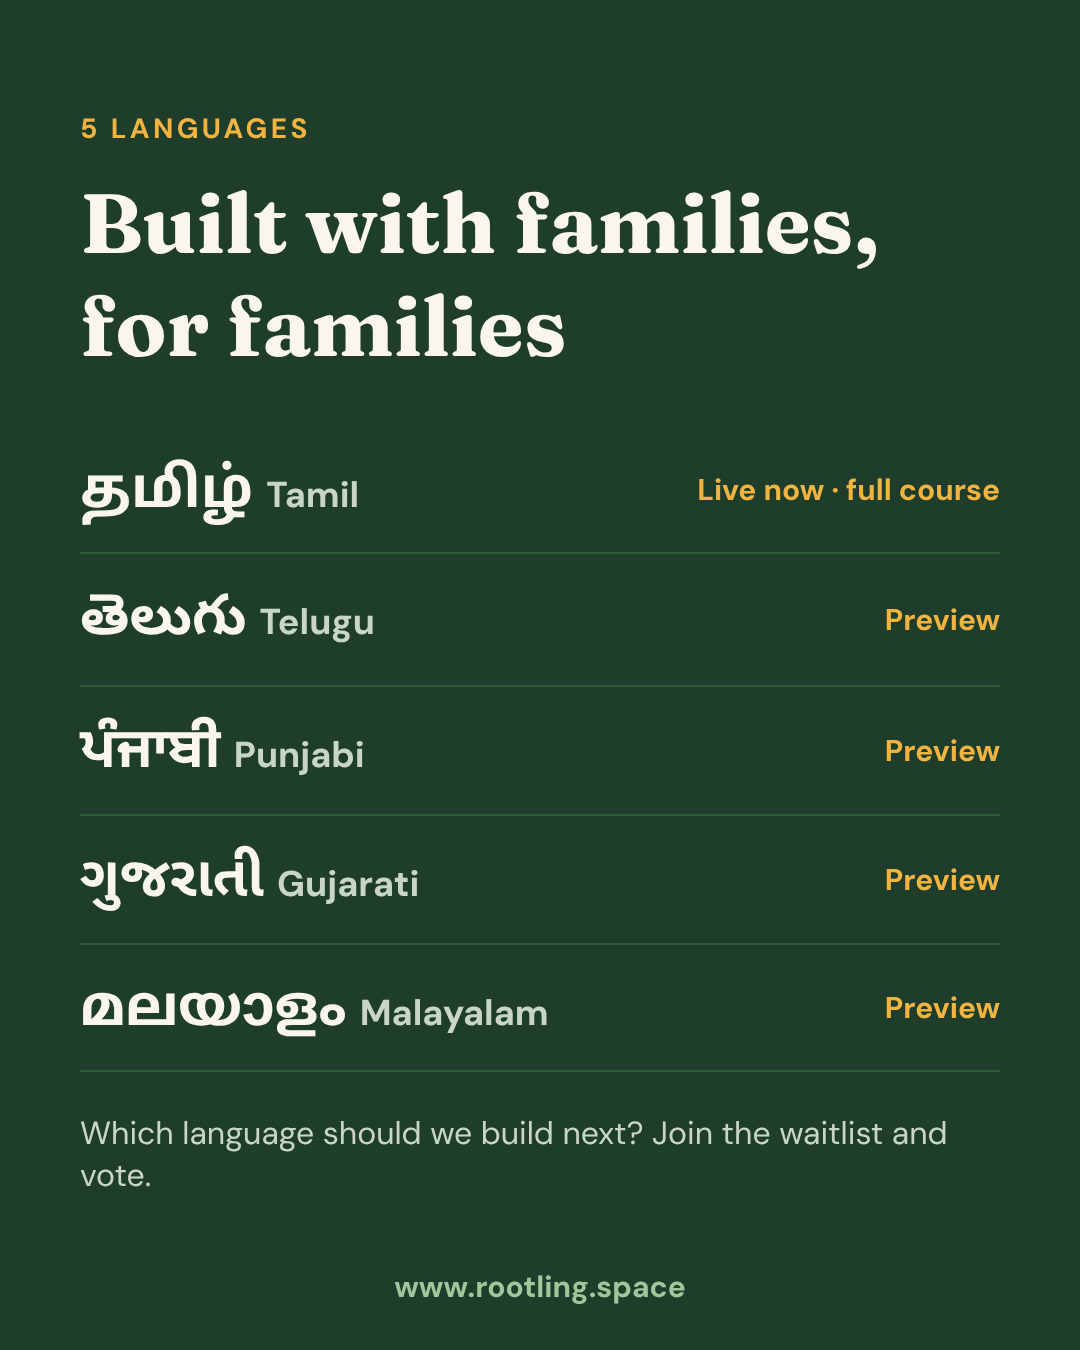 5 LANGUAGES
Built with families,
for families
தமிழ் Tamil Live now · full course
తెలుగు Telugu Preview
ਪੰਜਾਬੀ Punjabi Preview
ગુજરાતી Gujarati Preview
മലയാളം Malayalam Preview
Which language should we build next? Join the waitlist and
vote.
www.rootling.space